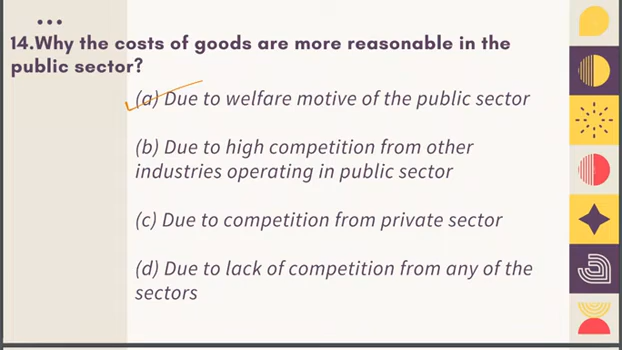 14.Why the costs of goods are more reasonable in the
public sector?
(a) Due to welfare motive of the public sector
(b) Due to high competition from other
industries operating in public sector
(c) Due to competition from private sector
(d) Due to lack of competition from any of the
sectors